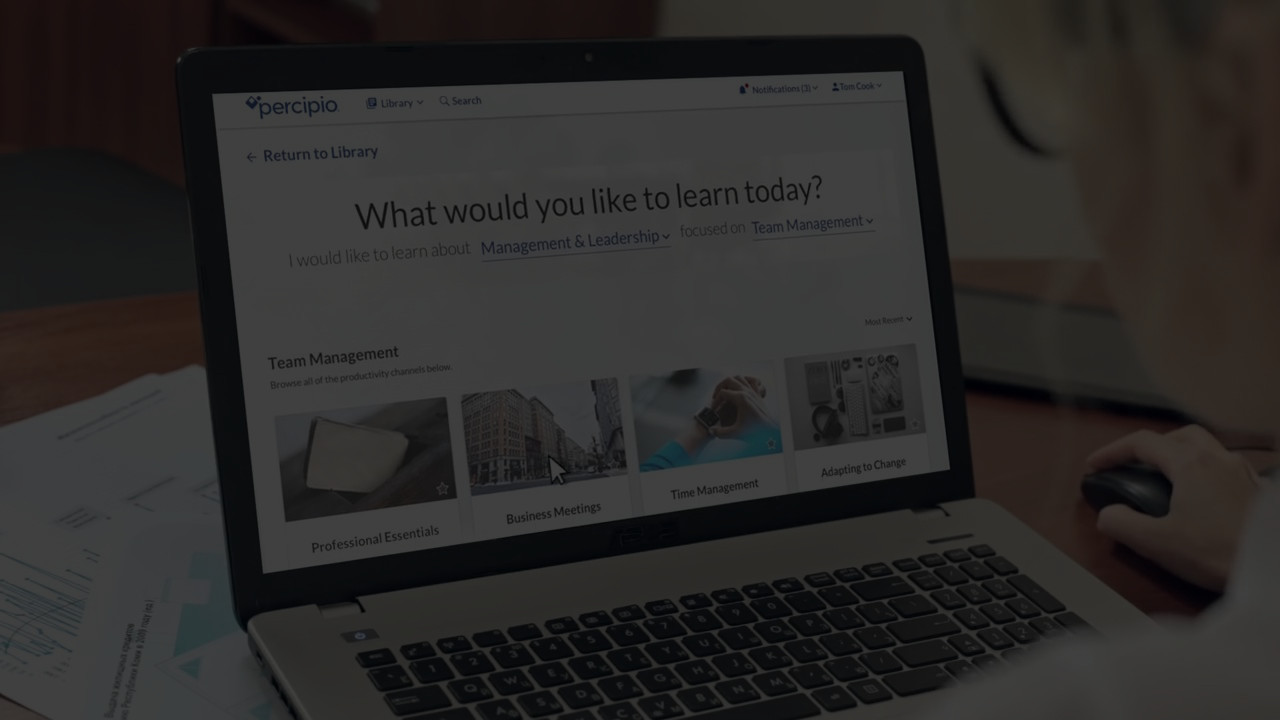 percipio
Library
Search
Notifications (3)
Tom Cook
← Return to Library
What would you like to learn today?
I would like to learn about Management & Leadership focused on Team Management
Most Recent
Team Management
Browse all of the productivity channels below.
Professional Essentials
Business Meetings
Time Management
Adapting to Change